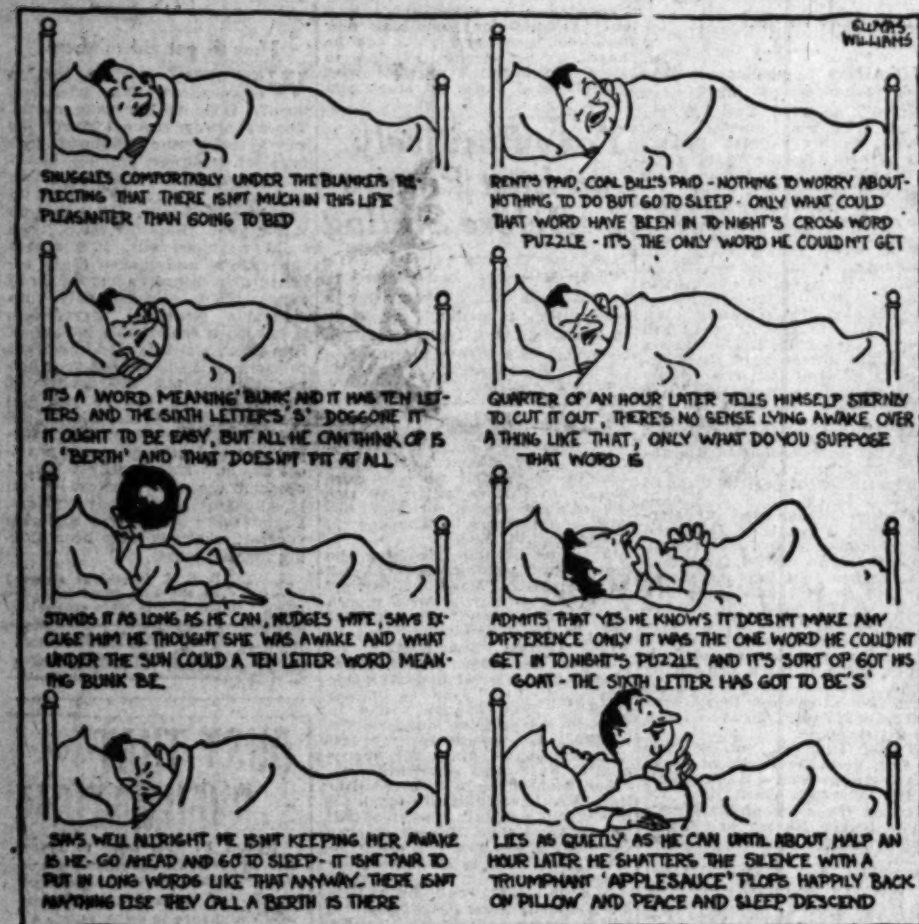 GLUYAS
WILLIAMS
SNUGGLES COMFORTABLY UNDER THE BLANKETS RE-
FLECTING THAT THERE ISN'T MUCH IN THIS LIFE
PLEASANTER THAN GOING TO BED
RENT'S PAID, COAL BILL'S PAID - NOTHING TO WORRY ABOUT -
NOTHING TO DO BUT GO TO SLEEP - ONLY WHAT COULD
THAT WORD HAVE BEEN IN TO-NIGHT'S CROSS WORD
PUZZLE - IT'S THE ONLY WORD HE COULDN'T GET
IT'S A WORD MEANING 'BUNK' AND IT HAS TEN LET-
TERS AND THE SIXTH LETTER'S 'S' DOGGONE IT
IT OUGHT TO BE EASY, BUT ALL HE CAN THINK OF IS
'BERTH' AND THAT DOESN'T FIT AT ALL
QUARTER OF AN HOUR LATER TELLS HIMSELF STERNLY
TO CUT IT OUT, THERE'S NO SENSE LYING AWAKE OVER
A THING LIKE THAT, ONLY WHAT DO YOU SUPPOSE
THAT WORD IS
STANDS IT AS LONG AS HE CAN, NUDGES WIFE, SAYS EX-
CUSE HIM HE THOUGHT SHE WAS AWAKE AND WHAT
UNDER THE SUN COULD A TEN LETTER WORD MEAN-
ING BUNK BE
ADMITS THAT YES HE KNOWS IT DOESN'T MAKE ANY
DIFFERENCE ONLY IT WAS THE ONE WORD HE COULDN'T
GET IN TONIGHT'S PUZZLE AND IT'S SORT OF GOT HIS
GOAT - THE SIXTH LETTER HAS GOT TO BE 'S'
SAYS WELL ALLRIGHT HE ISN'T KEEPING HER AWAKE
IS HE - GO AHEAD AND GO TO SLEEP - IT ISN'T FAIR TO
PUT IN LONG WORDS LIKE THAT ANYWAY - THERE ISN'T
ANYTHING ELSE THEY CALL A BERTH IS THERE
LIES AS QUIETLY AS HE CAN UNTIL ABOUT HALF AN
HOUR LATER HE SHATTERS THE SILENCE WITH A
TRIUMPHANT 'APPLESAUCE' FLOPS HAPPILY BACK
ON PILLOW AND PEACE AND SLEEP DESCEND